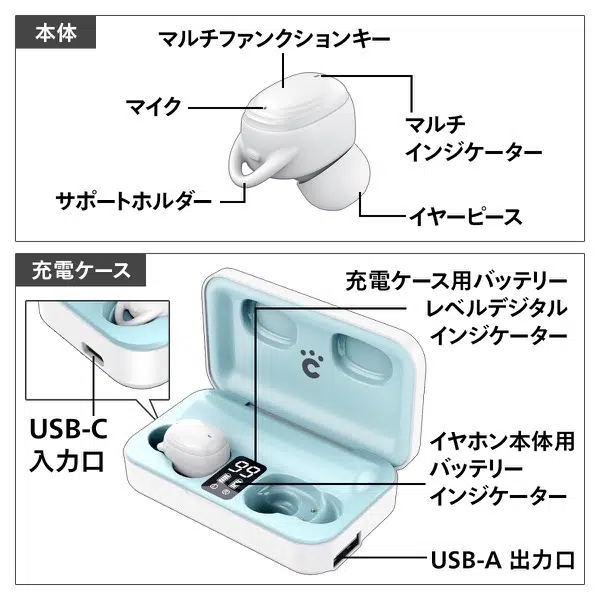 本体
マルチファンクションキー
マイク
マルチ
インジケーター
サポートホルダー
イヤーピース
充電ケース
充電ケース用バッテリー
レベルデジタル
インジケーター
c
USB-C
入力口
99
イヤホン本体用
バッテリー
インジケーター
USB-A 出力口